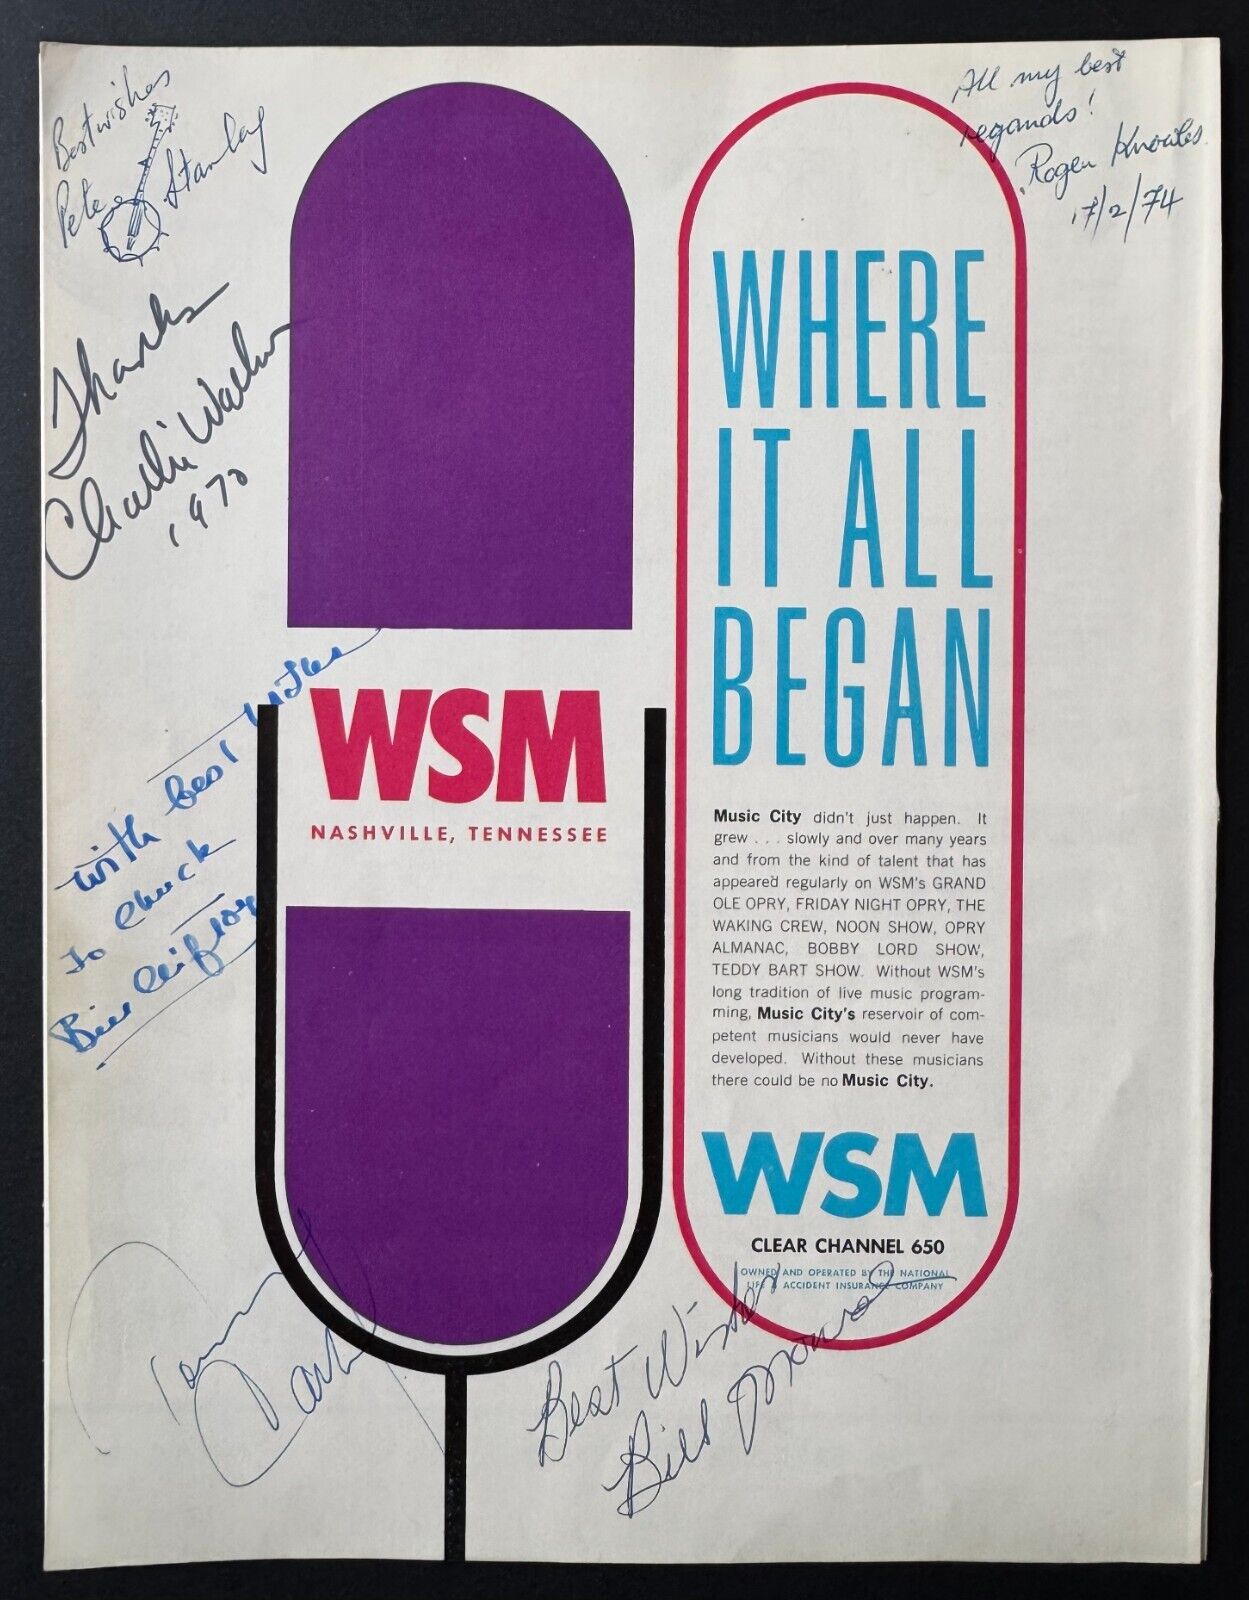 Best wishes
Pete Stanley
All my best
regards!
Roger Knowles
17/2/74
Thanks
Charlie Walker
1970
WHERE
IT ALL
BEGAN
with best wishes
to Chuck
Bill Clifton
WSM
NASHVILLE, TENNESSEE
Music City didn't just happen. It
grew . . . slowly and over many years
and from the kind of talent that has
appeared regularly on WSM's GRAND
OLE OPRY, FRIDAY NIGHT OPRY, THE
WAKING CREW, NOON SHOW, OPRY
ALMANAC, BOBBY LORD SHOW,
TEDDY BART SHOW. Without WSM's
long tradition of live music program-
ming, Music City's reservoir of com-
petent musicians would never have
developed. Without these musicians
there could be no Music City.
WSM
CLEAR CHANNEL 650
OWNED AND OPERATED BY THE NATIONAL
LIFE & ACCIDENT INSURANCE COMPANY
Best Wishes
Bill Monroe